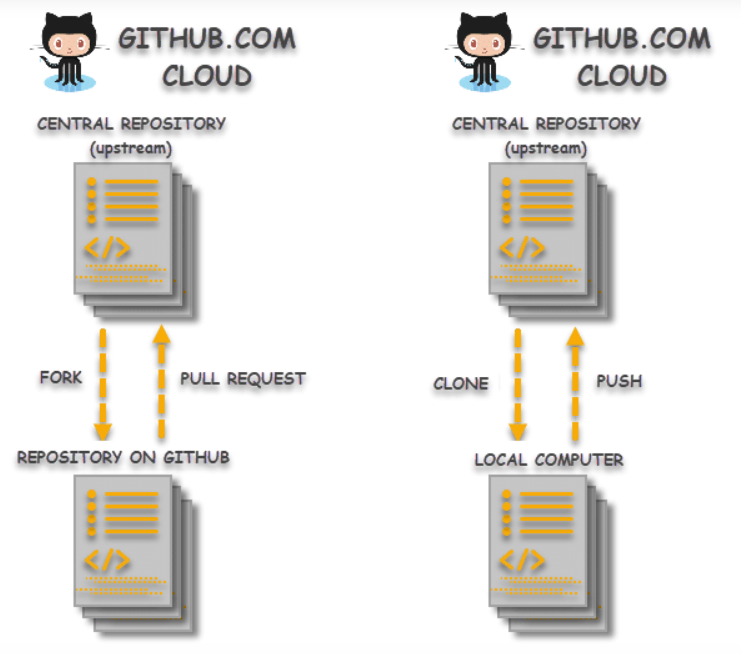 GITHUB.COM
CLOUD
CENTRAL REPOSITORY
(upstream)
</>
FORK
PULL REQUEST
REPOSITORY ON GITHUB
</>
GITHUB.COM
CLOUD
CENTRAL REPOSITORY
(upstream)
</>
CLONE
PUSH
LOCAL COMPUTER
</>